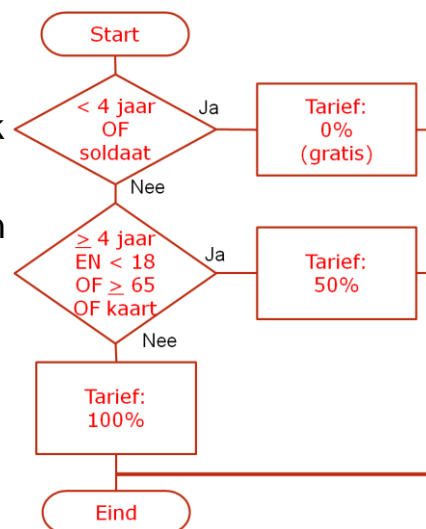 Start
< 4 jaar
OF
soldaat
Ja
Tarief:
0%
(gratis)
k
Nee
n
≥ 4 jaar
EN < 18
OF ≥ 65
OF kaart
Ja
Tarief:
50%
Nee
Tarief:
100%
Eind